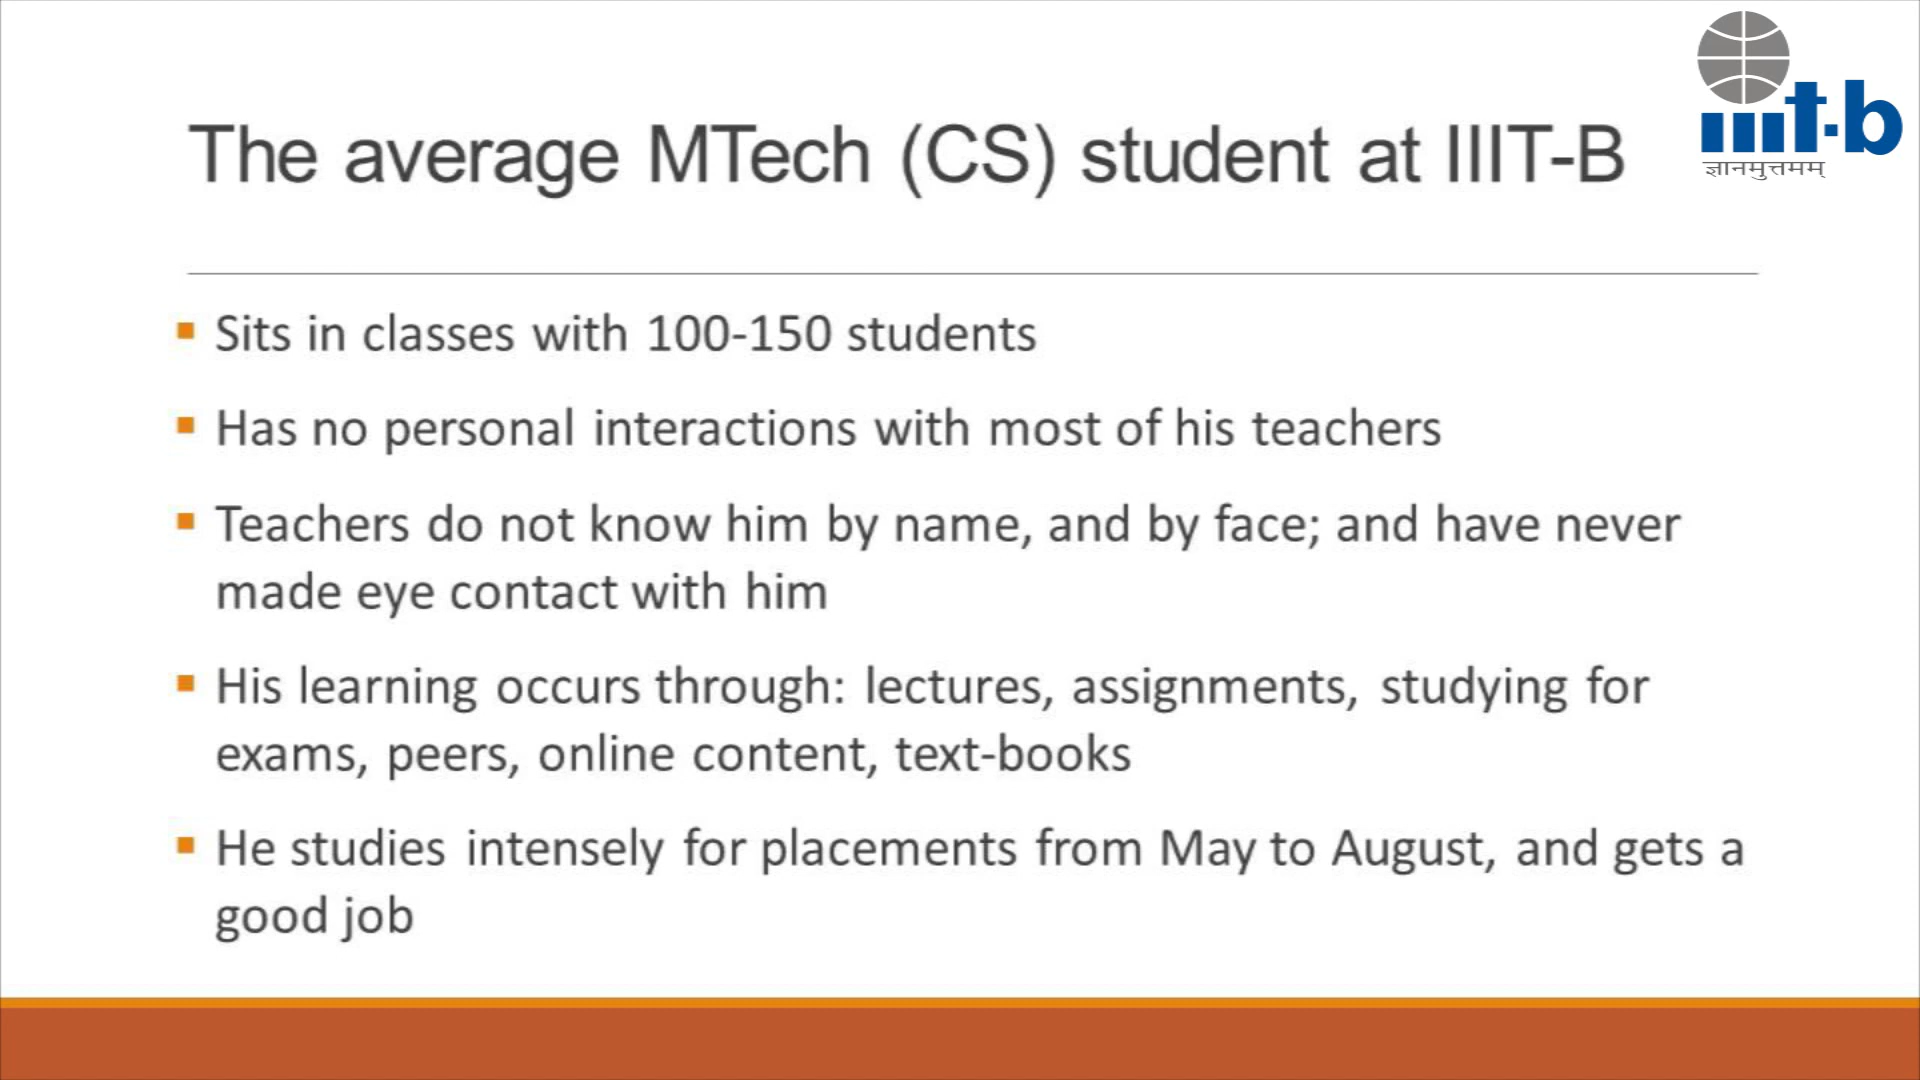 The average MTech (CS) student at IIIT-B
iiit-b
ज्ञानमुत्तमम्
Sits in classes with 100-150 students
Has no personal interactions with most of his teachers
Teachers do not know him by name, and by face; and have never
made eye contact with him
His learning occurs through: lectures, assignments, studying for
exams, peers, online content, text-books
He studies intensely for placements from May to August, and gets a
good job